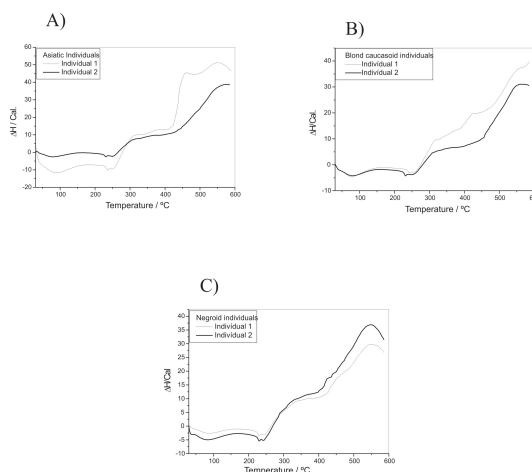 A)
Asiatic Individuals
Individual 1
Individual 2
60
50
40
30
20
10
0
-10
-20
ΔH / Cal.
100
200
300
400
500
600
Temperature / ºC
B)
Blond caucasoid individuals
Individual 1
Individual 2
40
30
20
10
0
-10
ΔH/Cal.
100
200
300
400
500
Temperature / ºC
C)
Negroid individuals
Individual 1
Individual 2
40
35
30
25
20
15
10
5
0
-5
-10
ΔH/Cal
100
200
300
400
500
600
Temperature / ºC